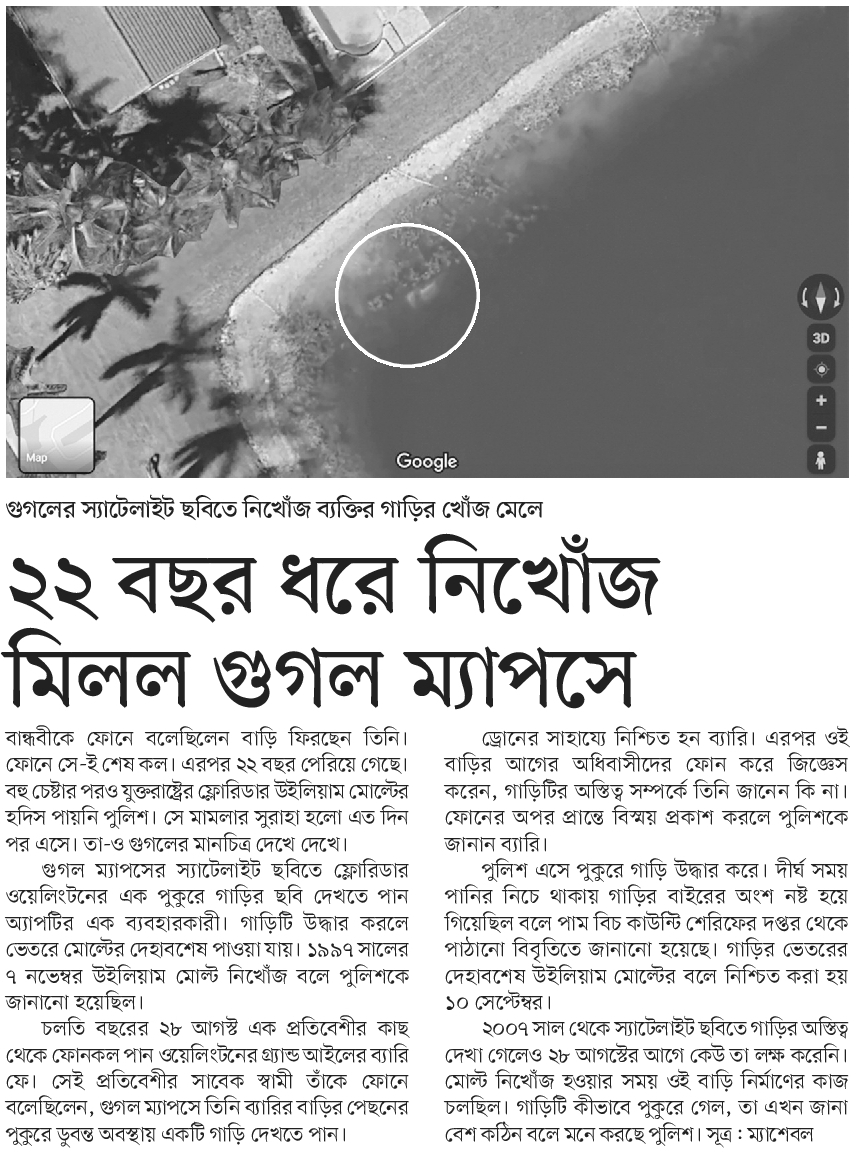 3D
+
−
Map
Google
গুগলের স্যাটেলাইট ছবিতে নিখোঁজ ব্যক্তির গাড়ির খোঁজ মেলে
২২ বছর ধরে নিখোঁজ
মিলল গুগল ম্যাপসে
বান্ধবীকে ফোনে বলেছিলেন বাড়ি ফিরছেন তিনি।
ফোনে সে-ই শেষ কল। এরপর ২২ বছর পেরিয়ে গেছে।
বহু চেষ্টার পরও যুক্তরাষ্ট্রের ফ্লোরিডার উইলিয়াম মোল্টের
হদিস পায়নি পুলিশ। সে মামলার সুরাহা হলো এত দিন
পর এসে। তা-ও গুগলের মানচিত্র দেখে দেখে।
গুগল ম্যাপসের স্যাটেলাইট ছবিতে ফ্লোরিডার
ওয়েলিংটনের এক পুকুরে গাড়ির ছবি দেখতে পান
অ্যাপটির এক ব্যবহারকারী। গাড়িটি উদ্ধার করলে
ভেতরে মোল্টের দেহাবশেষ পাওয়া যায়। ১৯৯৭ সালের
৭ নভেম্বর উইলিয়াম মোল্ট নিখোঁজ বলে পুলিশকে
জানানো হয়েছিল।
চলতি বছরের ২৮ আগস্ট এক প্রতিবেশীর কাছ
থেকে ফোনকল পান ওয়েলিংটনের গ্র্যান্ড আইলের ব্যারি
ফে। সেই প্রতিবেশীর সাবেক স্বামী তাঁকে ফোনে
বলেছিলেন, গুগল ম্যাপসে তিনি ব্যারির বাড়ির পেছনের
পুকুরে ডুবন্ত অবস্থায় একটি গাড়ি দেখতে পান।
ড্রোনের সাহায্যে নিশ্চিত হন ব্যারি। এরপর ওই
বাড়ির আগের অধিবাসীদের ফোন করে জিজ্ঞেস
করেন, গাড়িটির অস্তিত্ব সম্পর্কে তিনি জানেন কি না।
ফোনের অপর প্রান্তে বিস্ময় প্রকাশ করলে পুলিশকে
জানান ব্যারি।
পুলিশ এসে পুকুরে গাড়ি উদ্ধার করে। দীর্ঘ সময়
পানির নিচে থাকায় গাড়ির বাইরের অংশ নষ্ট হয়ে
গিয়েছিল বলে পাম বিচ কাউন্টি শেরিফের দপ্তর থেকে
পাঠানো বিবৃতিতে জানানো হয়েছে। গাড়ির ভেতরের
দেহাবশেষ উইলিয়াম মোল্টের বলে নিশ্চিত করা হয়
১০ সেপ্টেম্বর।
২০০৭ সাল থেকে স্যাটেলাইট ছবিতে গাড়ির অস্তিত্ব
দেখা গেলেও ২৮ আগস্টের আগে কেউ তা লক্ষ করেনি।
মোল্ট নিখোঁজ হওয়ার সময় ওই বাড়ি নির্মাণের কাজ
চলছিল। গাড়িটি কীভাবে পুকুরে গেল, তা এখন জানা
বেশ কঠিন বলে মনে করছে পুলিশ। সূত্র : ম্যাশেবল